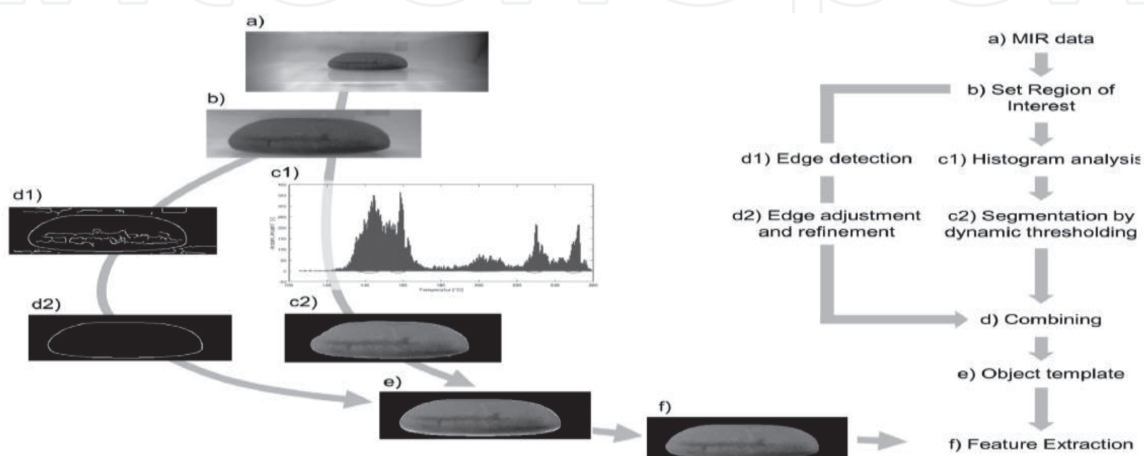 a)
b)
c1)
Temperature [°C]
d1)
d2)
c2)
e)
f)
a) MIR data
b) Set Region of
Interest
d1) Edge detection
c1) Histogram analysis
d2) Edge adjustment
and refinement
c2) Segmentation by
dynamic thresholding
d) Combining
e) Object template
f) Feature Extraction